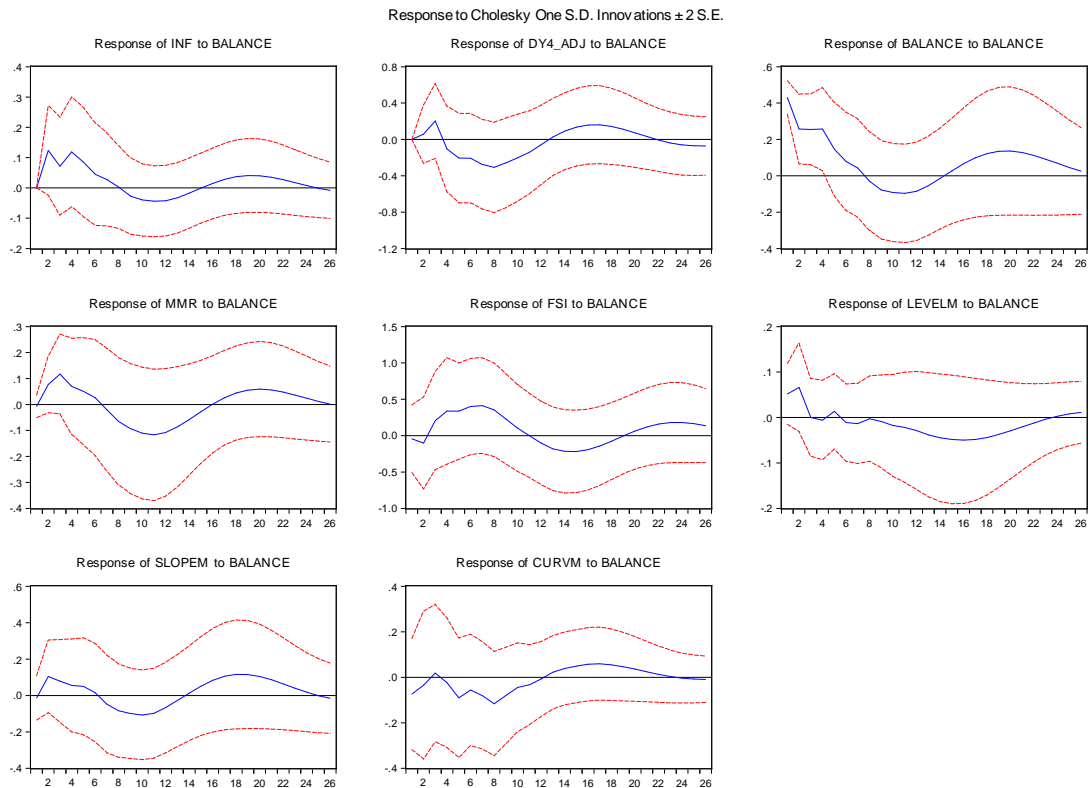 Response to Cholesky One S.D. Innovations ± 2 S.E.
Response of INF to BALANCE
.4
.3
.2
.1
.0
-.1
-.2
2 4 6 8 10 12 14 16 18 20 22 24 26
Response of DY4_ADJ to BALANCE
0.8
0.4
0.0
-0.4
-0.8
-1.2
2 4 6 8 10 12 14 16 18 20 22 24 26
Response of BALANCE to BALANCE
.6
.4
.2
.0
-.2
-.4
2 4 6 8 10 12 14 16 18 20 22 24 26
Response of MMR to BALANCE
.3
.2
.1
.0
-.1
-.2
-.3
-.4
2 4 6 8 10 12 14 16 18 20 22 24 26
Response of FSI to BALANCE
1.5
1.0
0.5
0.0
-0.5
-1.0
2 4 6 8 10 12 14 16 18 20 22 24 26
Response of LEVELM to BALANCE
.2
.1
.0
-.1
-.2
2 4 6 8 10 12 14 16 18 20 22 24 26
Response of SLOPEM to BALANCE
.6
.4
.2
.0
-.2
-.4
2 4 6 8 10 12 14 16 18 20 22 24 26
Response of CURVM to BALANCE
.4
.2
.0
-.2
-.4
2 4 6 8 10 12 14 16 18 20 22 24 26